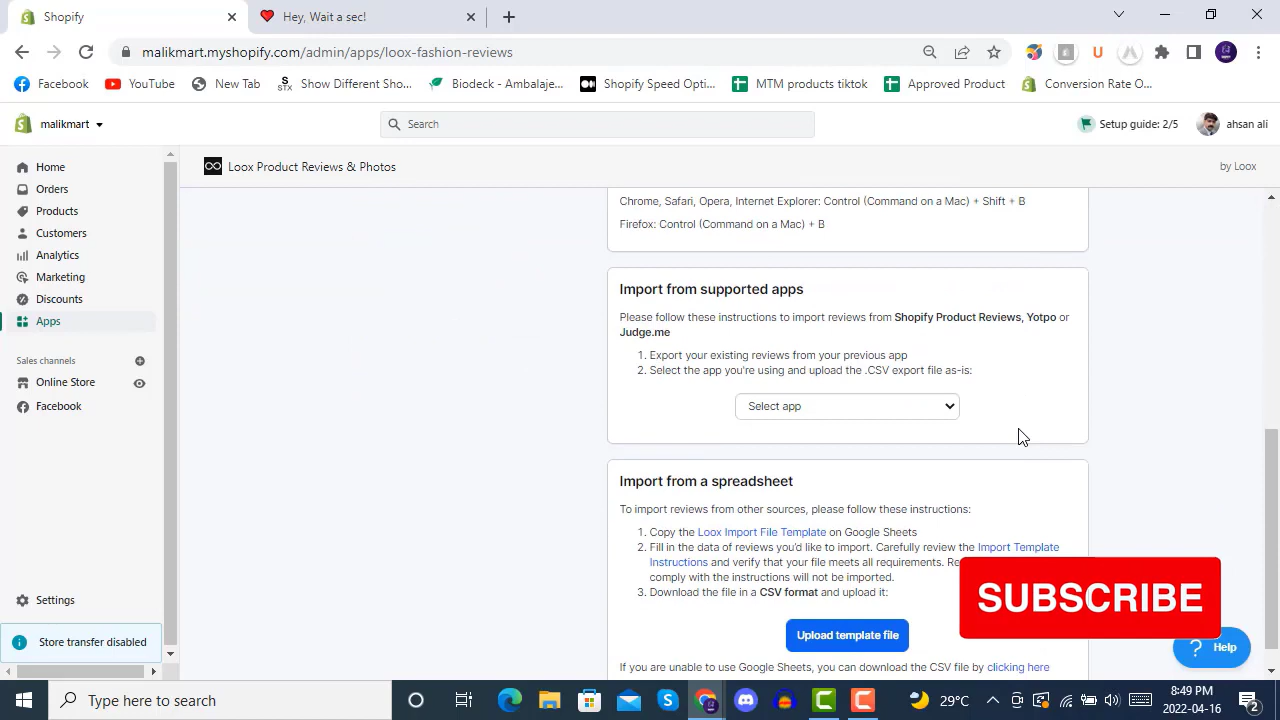 Shopify
Hey, Wait a sec!
malikmart.myshopify.com/admin/apps/loox-fashion-reviews
Facebook
YouTube
New Tab
STX
Show Different Sho...
Biodeck - Ambalaje...
Shopify Speed Opti...
MTM products tiktok
Approved Product
Conversion Rate O...
malikmart
Search
Setup guide: 2/5
ahsan ali
Home
Orders
Products
Customers
Analytics
Marketing
Discounts
Apps
Sales channels
Online Store
Facebook
Settings
Store transfer disabled
Loox Product Reviews & Photos
by Loox
Chrome, Safari, Opera, Internet Explorer: Control (Command on a Mac) + Shift + B
Firefox: Control (Command on a Mac) + B
Import from supported apps
Please follow these instructions to import reviews from Shopify Product Reviews, Yotpo or
Judge.me
1. Export your existing reviews from your previous app
2. Select the app you're using and upload the .CSV export file as-is:
Select app
Import from a spreadsheet
To import reviews from other sources, please follow these instructions:
1. Copy the Loox Import File Template on Google Sheets
2. Fill in the data of reviews you'd like to import. Carefully review the Import Template
Instructions and verify that your file meets all requirements.
comply with the instructions will not be imported.
3. Download the file in a CSV format and upload it:
Upload template file
If you are unable to use Google Sheets, you can download the CSV file by clicking here
SUBSCRIBE
? Help
Type here to search
29°C
8:49 PM
2022-04-16
2